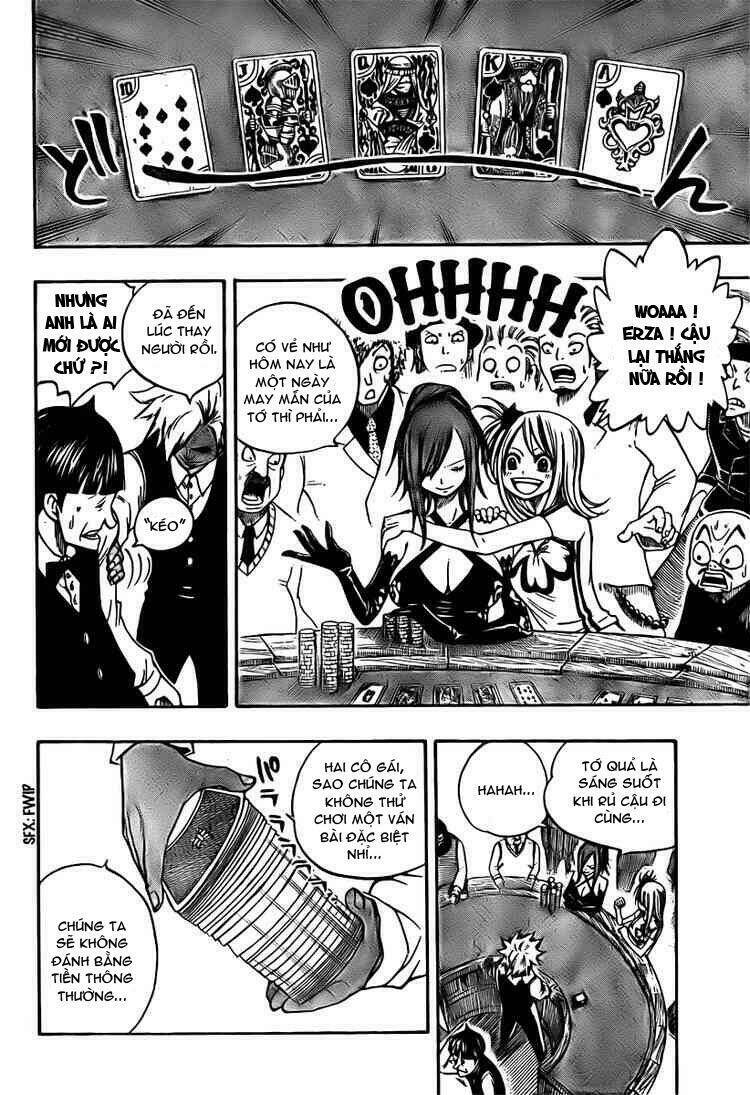 J
Q
K
A
ド
ン
OHHHHH
WOAAA !
ERZA ! CẬU
LẠI THẮNG
NỮA RỒI !
CÓ VẺ NHƯ
HÔM NAY LÀ
MỘT NGÀY
MAY MẮN CỦA
TỚ THÌ PHẢI...
ĐÃ ĐẾN
LÚC THAY
NGƯỜI RỒI.
NHƯNG
ANH LÀ AI
MỚI ĐƯỢC
CHỨ ?!
“KÉO”
TỚ QUẢ LÀ
SÁNG SUỐT
KHI RỦ CẬU ĐI
CÙNG...
HAHAH...
HAI CÔ GÁI,
SAO CHÚNG TA
KHÔNG THỬ
CHƠI MỘT VÁN
BÀI ĐẶC BIỆT
NHỈ...
CHÚNG TA
SẼ KHÔNG
ĐÁNH BẰNG
TIỀN THÔNG
THƯỜNG...
SFX: FWIP